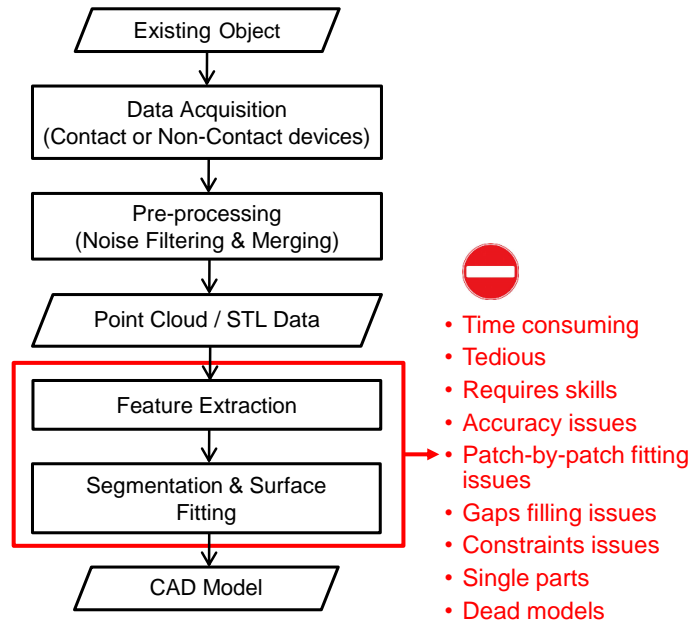 Existing Object
Data Acquisition
(Contact or Non-Contact devices)
Pre-processing
(Noise Filtering & Merging)
Point Cloud / STL Data
Feature Extraction
Segmentation & Surface
Fitting
CAD Model
• Time consuming
• Tedious
• Requires skills
• Accuracy issues
• Patch-by-patch fitting
issues
• Gaps filling issues
• Constraints issues
• Single parts
• Dead models